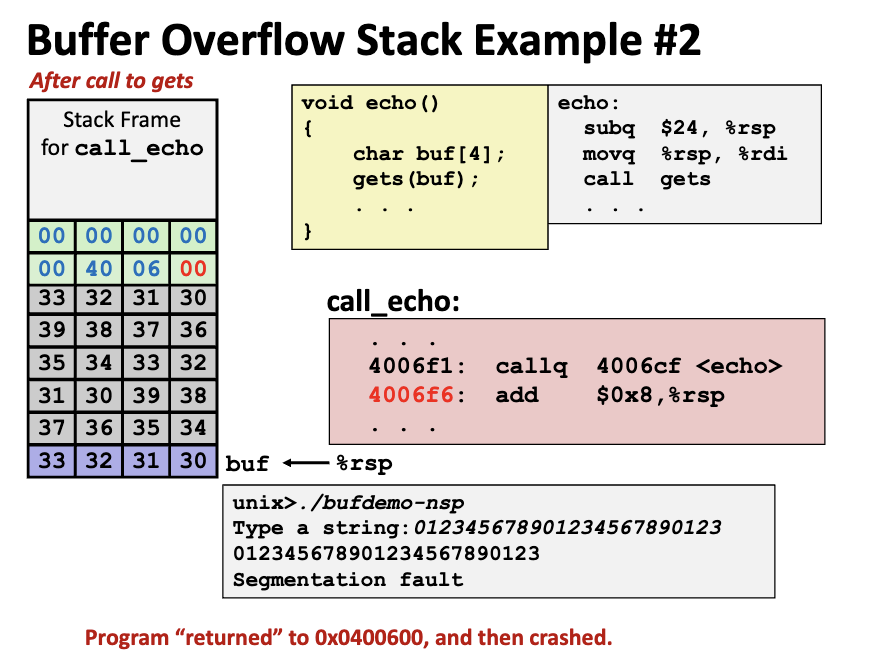 Buffer Overflow Stack Example #2
After call to gets
Stack Frame
for call_echo
00 00 00 00
00 40 06 00
33 32 31 30
39 38 37 36
35 34 33 32
31 30 39 38
37 36 35 34
33 32 31 30
buf
%rsp
void echo()
{
    char buf[4];
    gets(buf);
    . . .
}
echo:
  subq  $24, %rsp
  movq  %rsp, %rdi
  call  gets
  . . .
call_echo:
. . .
4006f1:  callq  4006cf <echo>
4006f6:  add    $0x8,%rsp
. . .
unix>./bufdemo-nsp
Type a string:012345678901234567890123
012345678901234567890123
Segmentation fault
Program “returned” to 0x0400600, and then crashed.